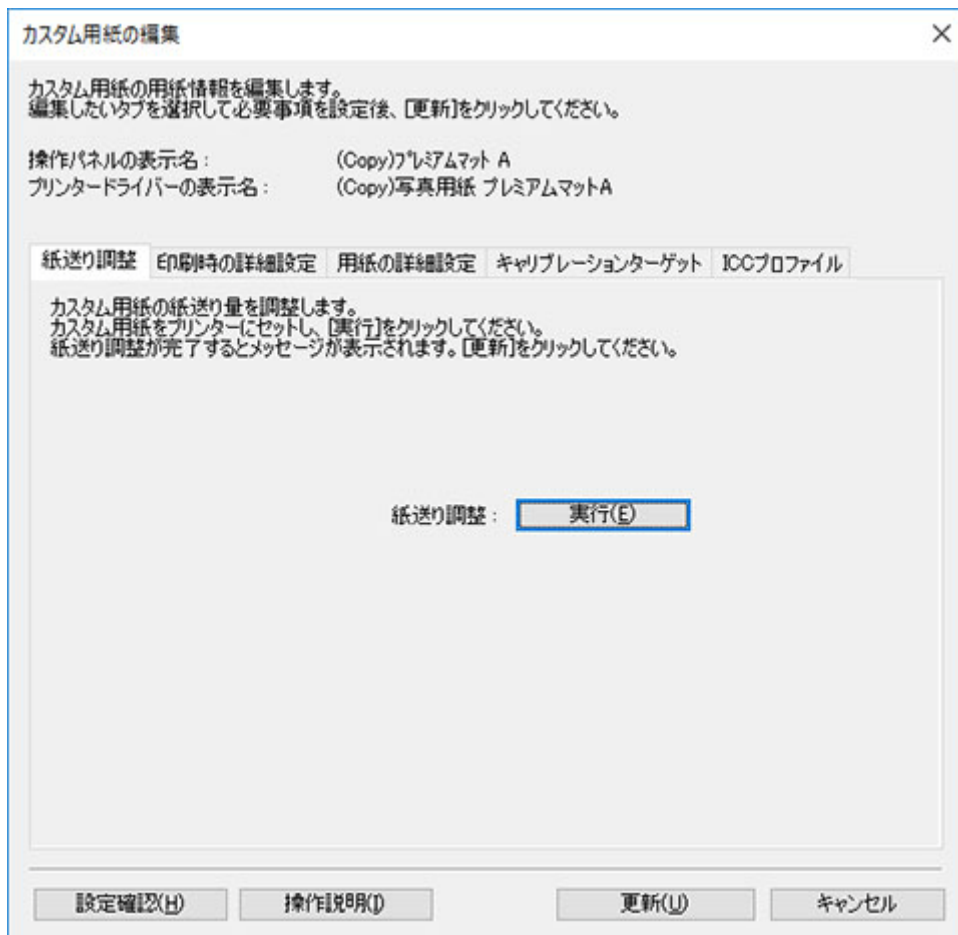 カスタム用紙の編集
カスタム用紙の用紙情報を編集します。
編集したいタブを選択して必要事項を設定後、[更新]をクリックしてください。
操作パネルの表示名： (Copy)ﾌﾟﾚﾐｱﾑﾏｯﾄ A
プリンタードライバーの表示名： (Copy)写真用紙 プレミアムマットA
紙送り調整 印刷時の詳細設定 用紙の詳細設定 キャリブレーションターゲット ICCプロファイル
カスタム用紙の紙送り量を調整します。
カスタム用紙をプリンターにセットし、[実行]をクリックしてください。
紙送り調整が完了するとメッセージが表示されます。[更新]をクリックしてください。
紙送り調整： 実行(E)
設定確認(H) 操作説明(I) 更新(U) キャンセル